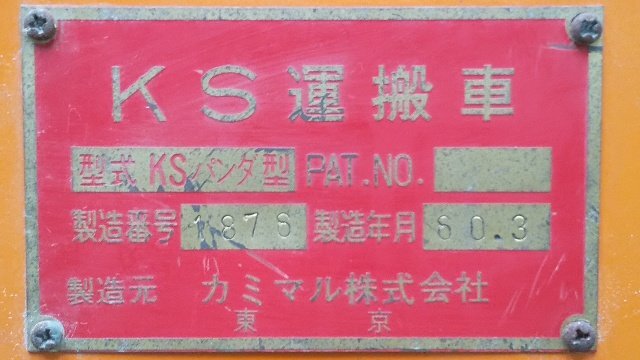 KS運搬車
型式 KSパンダ型 PAT.NO.
製造番号 1876 製造年月 60.3
製造元 カミマル株式会社
東京